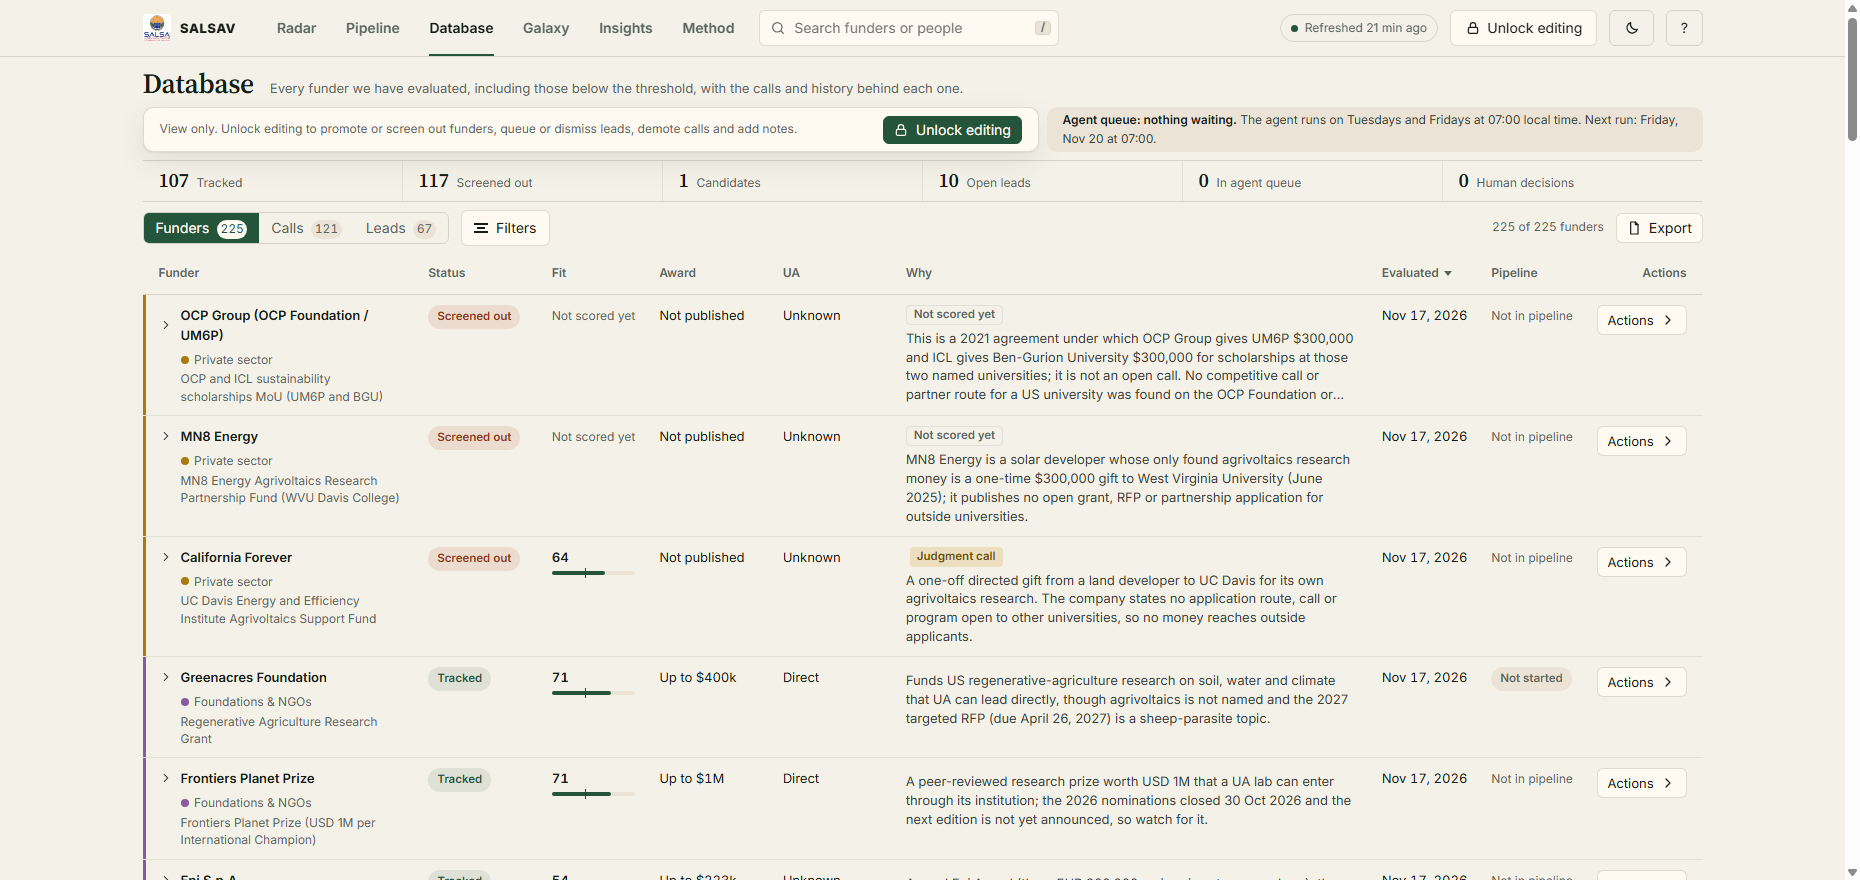 SALSA
SALSAV
Radar
Pipeline
Database
Galaxy
Insights
Method
Search funders or people
/
Refreshed 21 min ago
Unlock editing
?
Database
Every funder we have evaluated, including those below the threshold, with the calls and history behind each one.
View only. Unlock editing to promote or screen out funders, queue or dismiss leads, demote calls and add notes.
Unlock editing
Agent queue: nothing waiting. The agent runs on Tuesdays and Fridays at 07:00 local time. Next run: Friday,
Nov 20 at 07:00.
107 Tracked
117 Screened out
1 Candidates
10 Open leads
0 In agent queue
0 Human decisions
Funders 225
Calls 121
Leads 67
Filters
225 of 225 funders
Export
Funder
Status
Fit
Award
UA
Why
Evaluated
Pipeline
Actions
OCP Group (OCP Foundation /
UM6P)
Private sector
OCP and ICL sustainability
scholarships MoU (UM6P and BGU)
Screened out
Not scored yet
Not published
Unknown
Not scored yet
This is a 2021 agreement under which OCP Group gives UM6P $300,000
and ICL gives Ben-Gurion University $300,000 for scholarships at those
two named universities; it is not an open call. No competitive call or
partner route for a US university was found on the OCP Foundation or...
Nov 17, 2026
Not in pipeline
Actions
MN8 Energy
Private sector
MN8 Energy Agrivoltaics Research
Partnership Fund (WVU Davis College)
Screened out
Not scored yet
Not published
Unknown
Not scored yet
MN8 Energy is a solar developer whose only found agrivoltaics research
money is a one-time $300,000 gift to West Virginia University (June
2025); it publishes no open grant, RFP or partnership application for
outside universities.
Nov 17, 2026
Not in pipeline
Actions
California Forever
Private sector
UC Davis Energy and Efficiency
Institute Agrivoltaics Support Fund
Screened out
64
Not published
Unknown
Judgment call
A one-off directed gift from a land developer to UC Davis for its own
agrivoltaics research. The company states no application route, call or
program open to other universities, so no money reaches outside
applicants.
Nov 17, 2026
Not in pipeline
Actions
Greenacres Foundation
Foundations & NGOs
Regenerative Agriculture Research
Grant
Tracked
71
Up to $400k
Direct
Funds US regenerative-agriculture research on soil, water and climate
that UA can lead directly, though agrivoltaics is not named and the 2027
targeted RFP (due April 26, 2027) is a sheep-parasite topic.
Nov 17, 2026
Not started
Actions
Frontiers Planet Prize
Foundations & NGOs
Frontiers Planet Prize (USD 1M per
International Champion)
Tracked
71
Up to $1M
Direct
A peer-reviewed research prize worth USD 1M that a UA lab can enter
through its institution; the 2026 nominations closed 30 Oct 2026 and the
next edition is not yet announced, so watch for it.
Nov 17, 2026
Not in pipeline
Actions
Eni S.p.A.
Tracked
54
Unknown
Nov 17, 2026
Not in pipeline